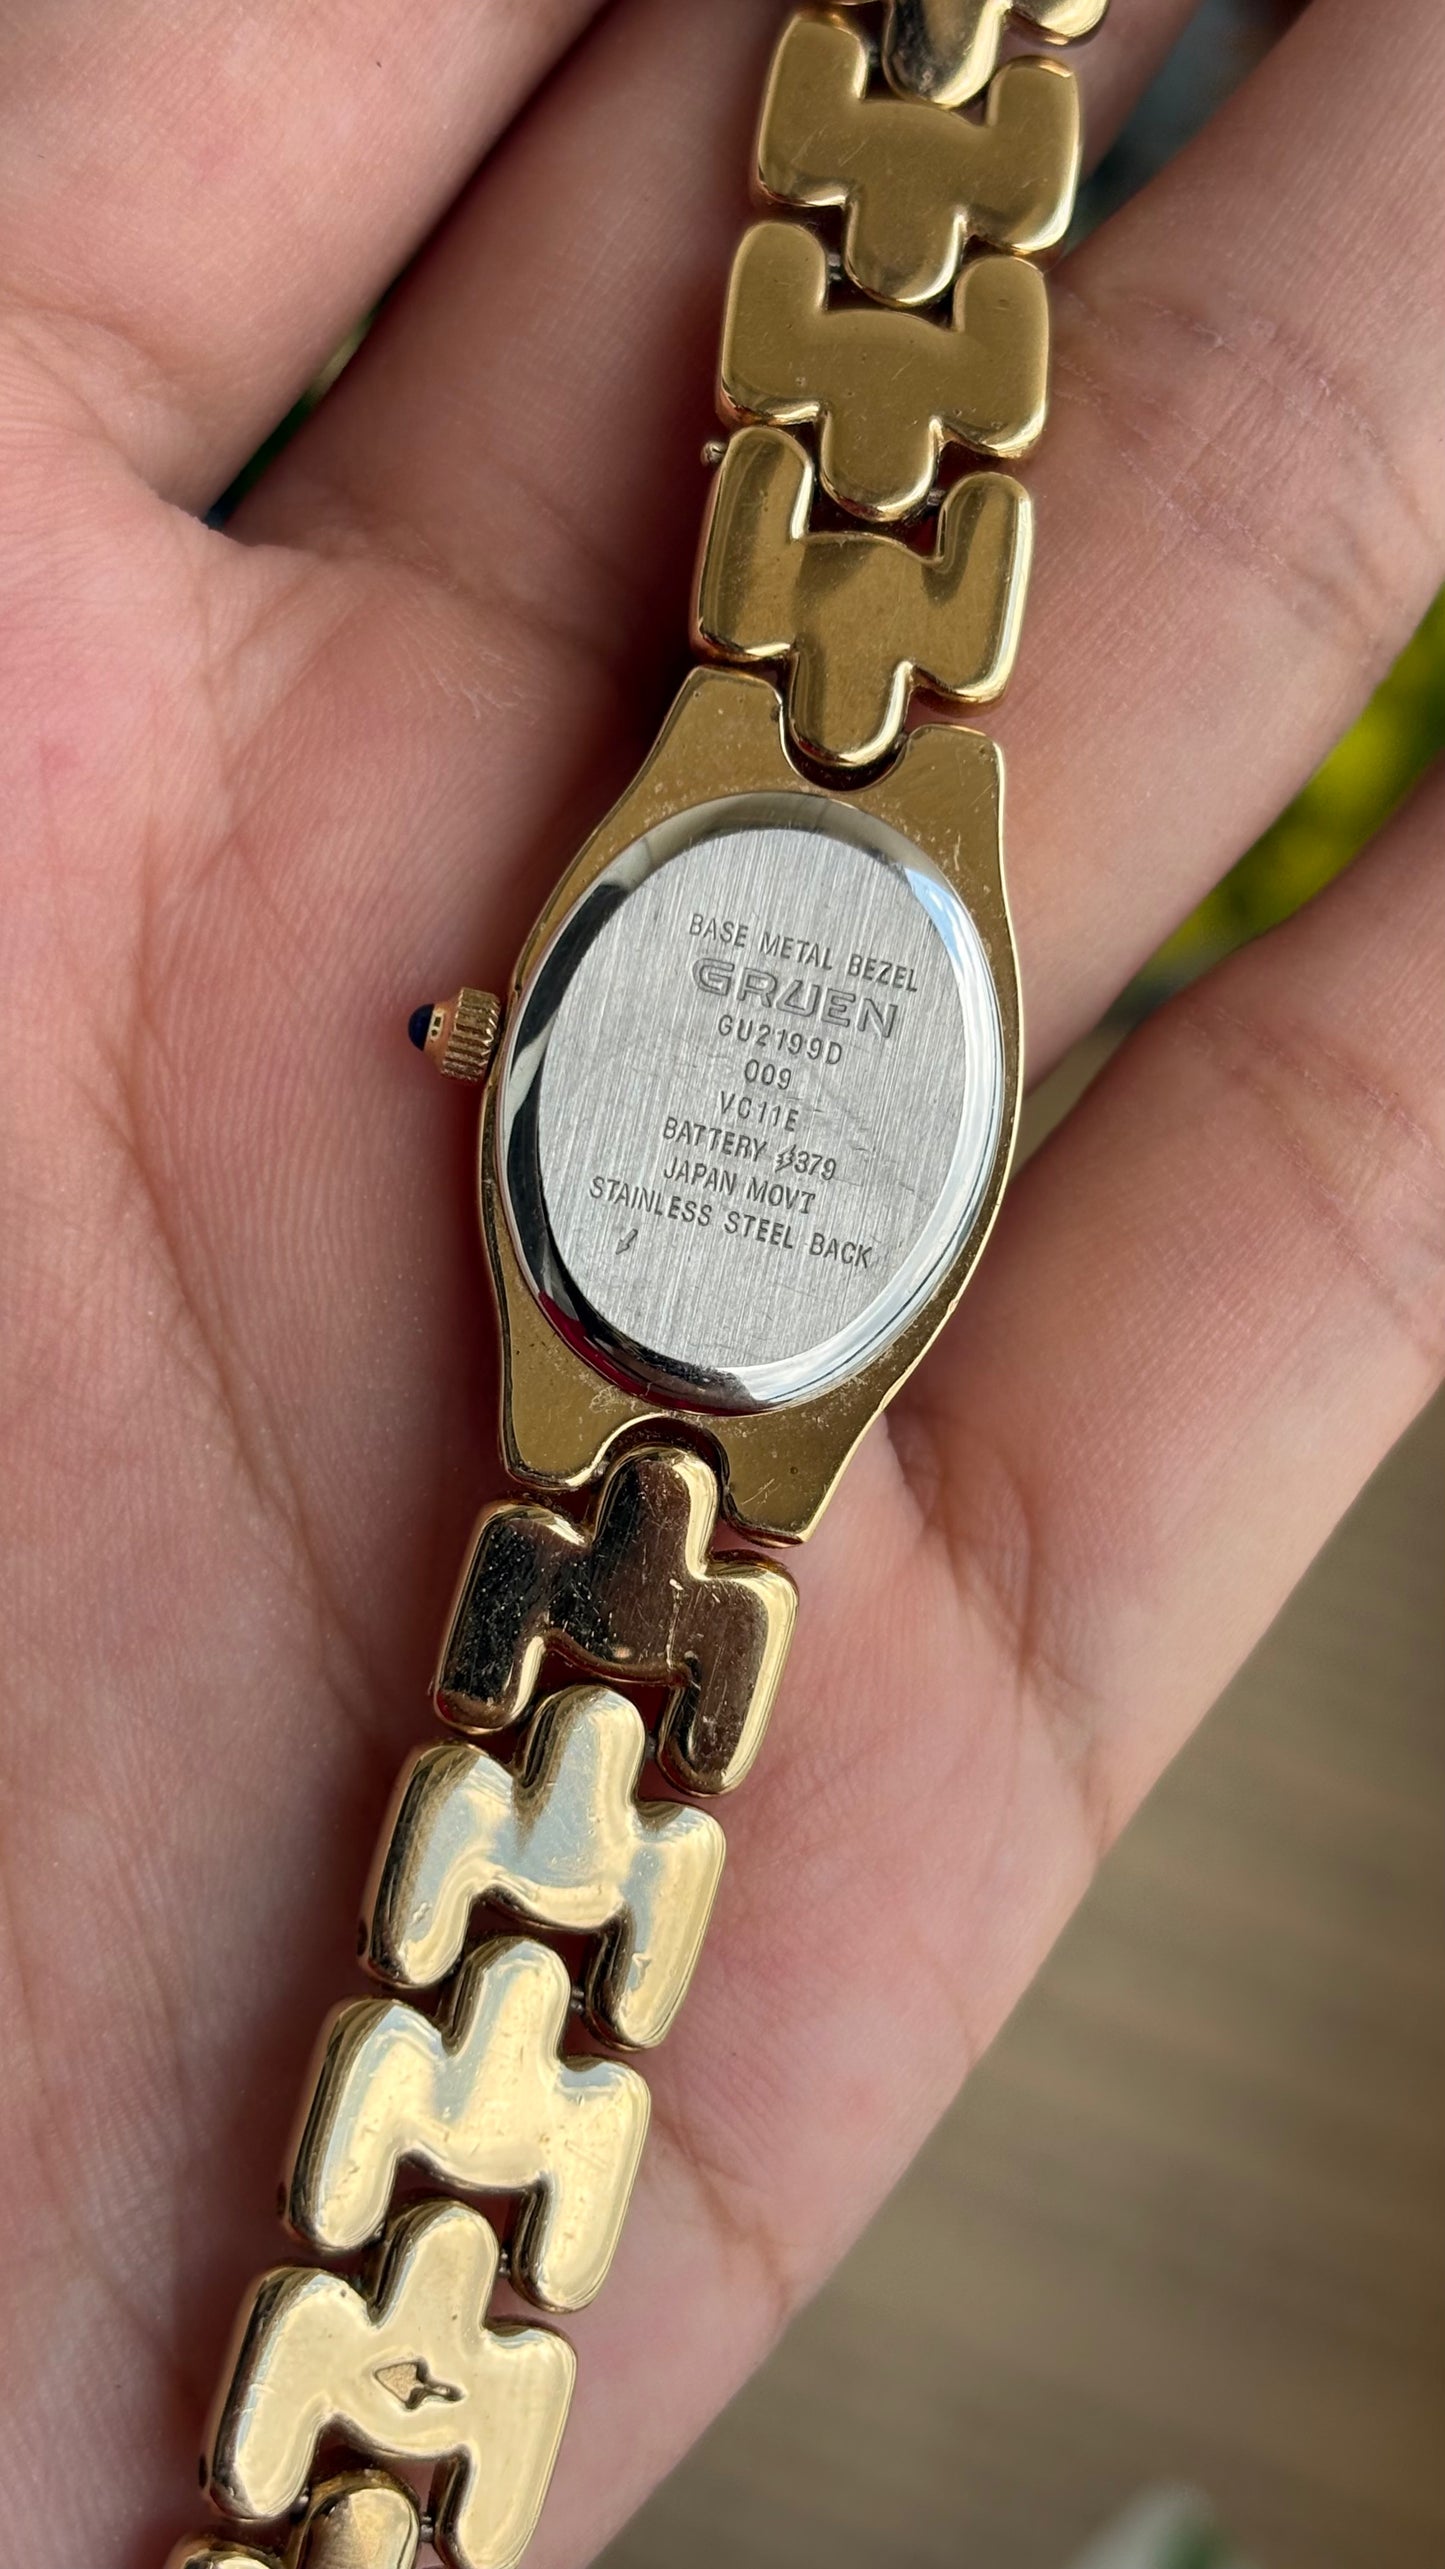 BASE METAL BEZEL
GRUEN
GU2199D
009
VC11E
BATTERY 379
JAPAN MOVT
STAINLESS STEEL BACK